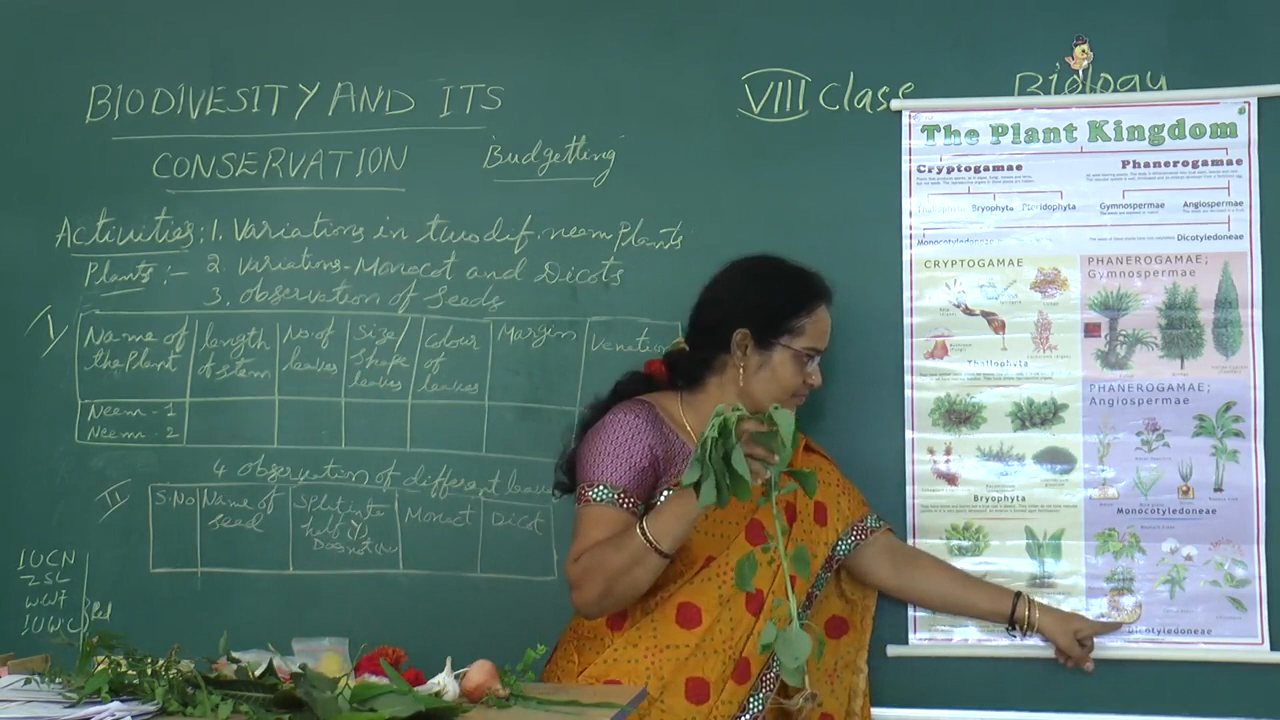 BIODIVESITY AND ITS
CONSERVATION
Budgetting
VIII Class
Biology
Activities: 1. Variations in two dif. neem Plants
Plants :- 2. Variations - Monocot and Dicots
3. Observation of Seeds
I
Name of the Plant
length of stem
No. of leaves
Size/ Shape leaves
Colour of leaves
Margin
Venation
Neem - 1
Neem - 2
4 observation of different leaves
II
S.No
Name of Seed
Split into half (✓)
Does not (x)
Monocot
Dicot
IUCN
ZSL
WWF
IUWC
Red
The Plant Kingdom
Cryptogamae
Phanerogamae
Bryophyta
Pteridophyta
Gymnospermae
Angiospermae
Monocotyledoneae
Dicotyledoneae
CRYPTOGAMAE
PHANEROGAMAE;
Gymnospermae
Thallophyta
PHANEROGAMAE;
Angiospermae
Bryophyta
Monocotyledoneae
Dicotyledoneae